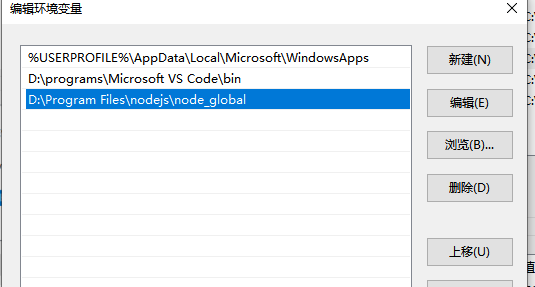 编辑环境变量
%USERPROFILE%\AppData\Local\Microsoft\WindowsApps
D:\programs\Microsoft VS Code\bin
D:\Program Files\nodejs\node_global
新建(N)
编辑(E)
浏览(B)...
删除(D)
上移(U)
值